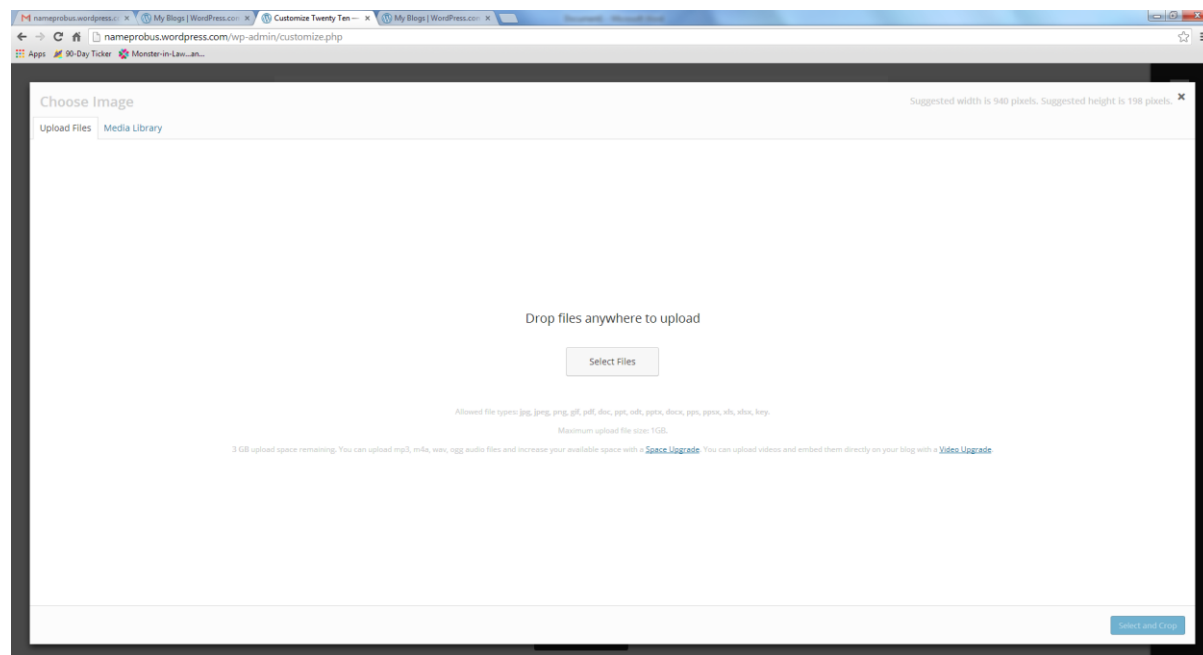 nameprobus.wordpress.c
My Blogs | WordPress.com
Customize Twenty Ten —
My Blogs | WordPress.com
nameprobus.wordpress.com/wp-admin/customize.php
Apps
90-Day Ticker
Monster-in-Law...an...
Choose Image
Suggested width is 940 pixels. Suggested height is 198 pixels.
Upload Files
Media Library
Drop files anywhere to upload
Select Files
Allowed file types: jpg, jpeg, png, gif, pdf, doc, ppt, odt, pptx, docx, pps, ppsx, xls, xlsx, key.
Maximum upload file size: 1GB.
3 GB upload space remaining. You can upload mp3, m4a, wav, ogg audio files and increase your available space with a Space Upgrade. You can upload videos and embed them directly on your blog with a Video Upgrade.
Select and Crop